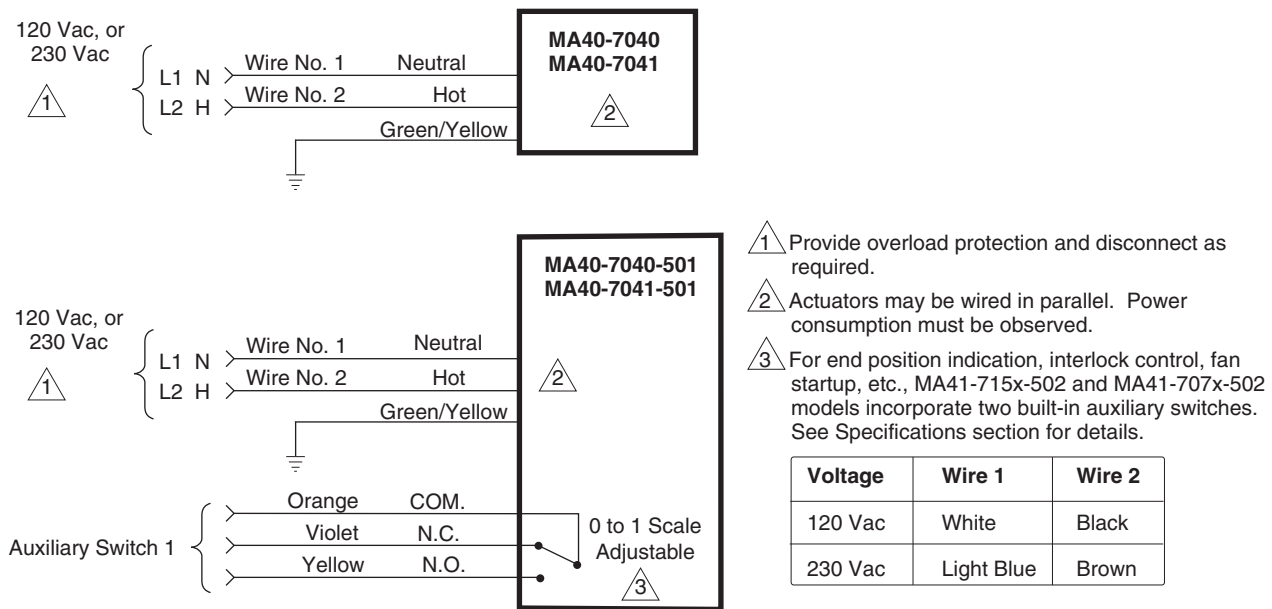 120 Vac, or
230 Vac
1
L1 N
L2 H
Wire No. 1 Neutral
Wire No. 2 Hot
Green/Yellow
MA40-7040
MA40-7041
2
120 Vac, or
230 Vac
1
L1 N
L2 H
Wire No. 1 Neutral
Wire No. 2 Hot
Green/Yellow
MA40-7040-501
MA40-7041-501
2
Auxiliary Switch 1
Orange COM.
Violet N.C.
Yellow N.O.
0 to 1 Scale
Adjustable
3
1 Provide overload protection and disconnect as
required.
2 Actuators may be wired in parallel. Power
consumption must be observed.
3 For end position indication, interlock control, fan
startup, etc., MA41-715x-502 and MA41-707x-502
models incorporate two built-in auxiliary switches.
See Specifications section for details.
Voltage Wire 1 Wire 2
120 Vac White Black
230 Vac Light Blue Brown